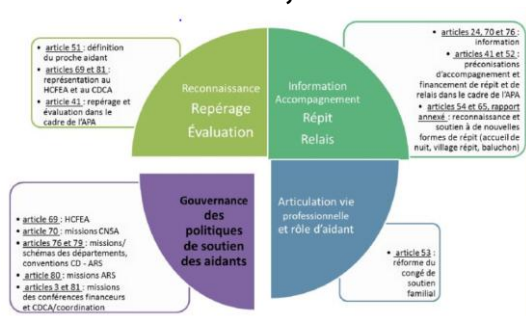 • article 51 : définition
du proche aidant
• articles 69 et 81 :
représentation au
HCFEA et au CDCA
• article 41 : repérage et
évaluation dans le
cadre de l'APA
Reconnaissance
Repérage
Évaluation
Information
Accompagnement
Répit
Relais
• articles 24, 70 et 76 :
information
• articles 41 et 52 :
préconisations
d'accompagnement et
financement de répit et de
relais dans le cadre de l'APA
• articles 54 et 65, rapport
annexé : reconnaissance et
soutien à de nouvelles
formes de répit (accueil de
nuit, village répit, baluchon)
Gouvernance
des
politiques
de soutien
des aidants
• article 69 : HCFEA
• article 70 : missions CNSA
• articles 76 et 79 : missions/
schémas des départements,
conventions CD - ARS
• article 80 : missions ARS
• articles 3 et 81 : missions
des conférences financeurs
et CDCA/coordination
Articulation vie
professionnelle
et rôle d'aidant
• article 53 :
réforme du
congé de
soutien
familial